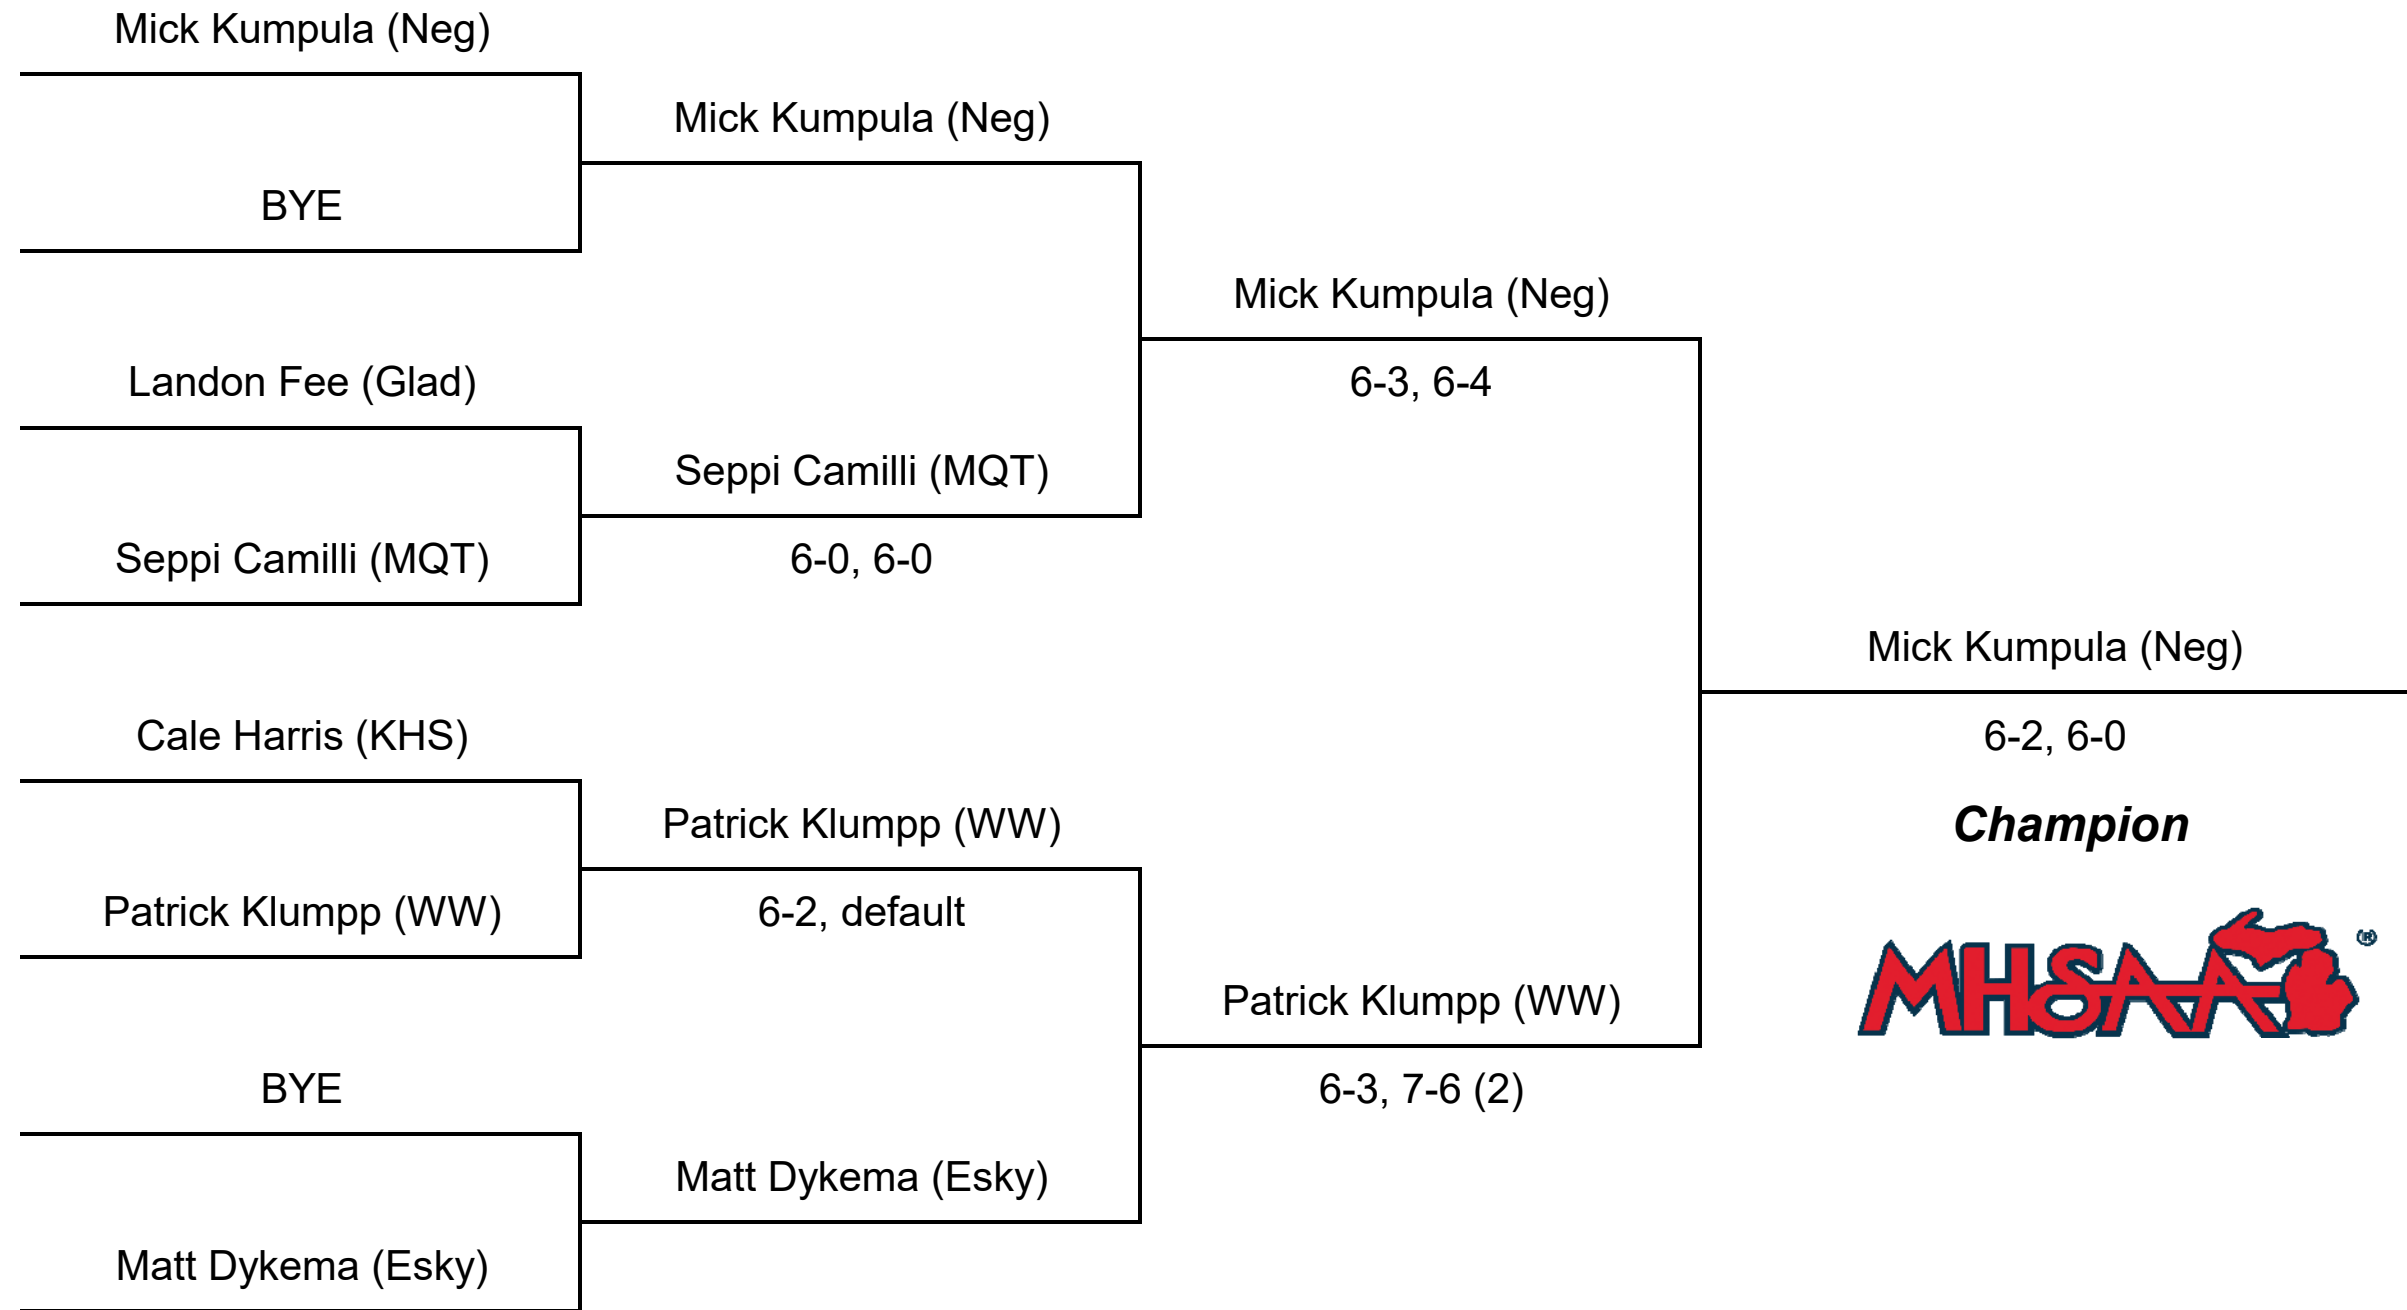 Mick Kumpula (Neg)
BYE
Landon Fee (Glad)
Seppi Camilli (MQT)
Cale Harris (KHS)
Patrick Klumpp (WW)
BYE
Matt Dykema (Esky)
Mick Kumpula (Neg)
Seppi Camilli (MQT)
6-0, 6-0
Patrick Klumpp (WW)
6-2, default
Matt Dykema (Esky)
Mick Kumpula (Neg)
6-3, 6-4
Patrick Klumpp (WW)
6-3, 7-6 (2)
Mick Kumpula (Neg)
6-2, 6-0
Champion
MHSAA ®